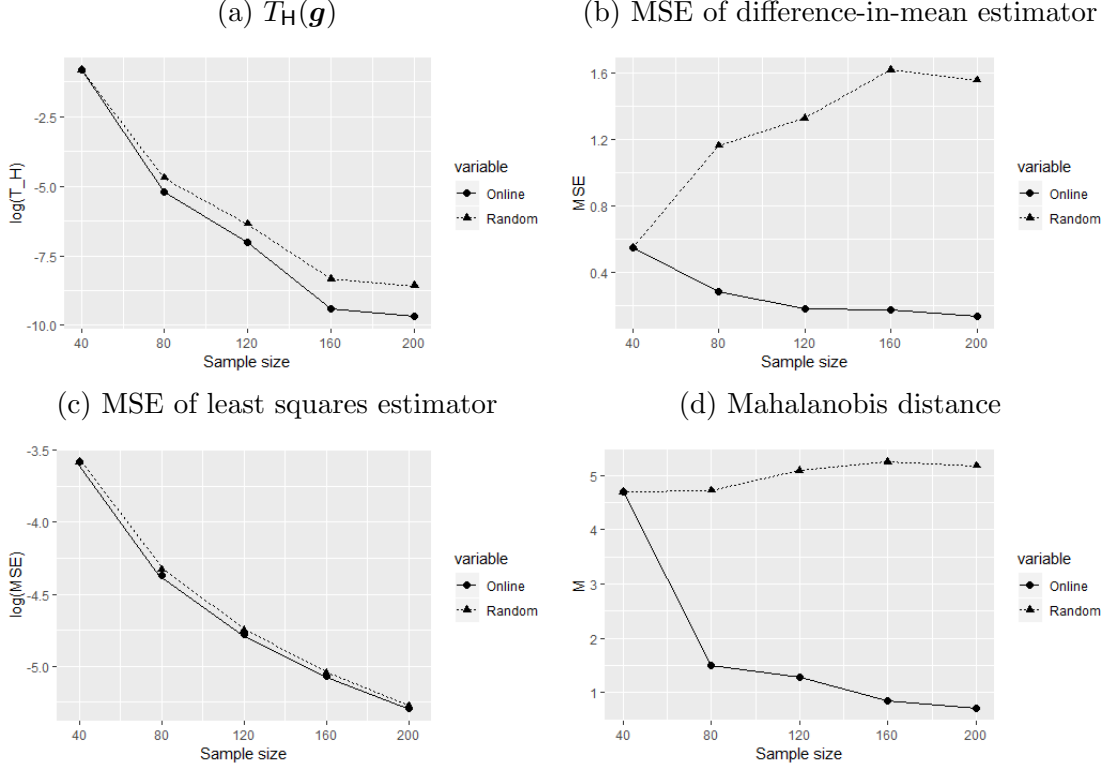 (a) T_H(g)
-2.5
-5.0
-7.5
-10.0
log(T_H)
40 80 120 160 200
Sample size
variable
Online
Random
(b) MSE of difference-in-mean estimator
1.6
1.2
0.8
0.4
MSE
40 80 120 160 200
Sample size
variable
Online
Random
(c) MSE of least squares estimator
-3.5
-4.0
-4.5
-5.0
log(MSE)
40 80 120 160 200
Sample size
variable
Online
Random
(d) Mahalanobis distance
5
4
3
2
1
M
40 80 120 160 200
Sample size
variable
Online
Random